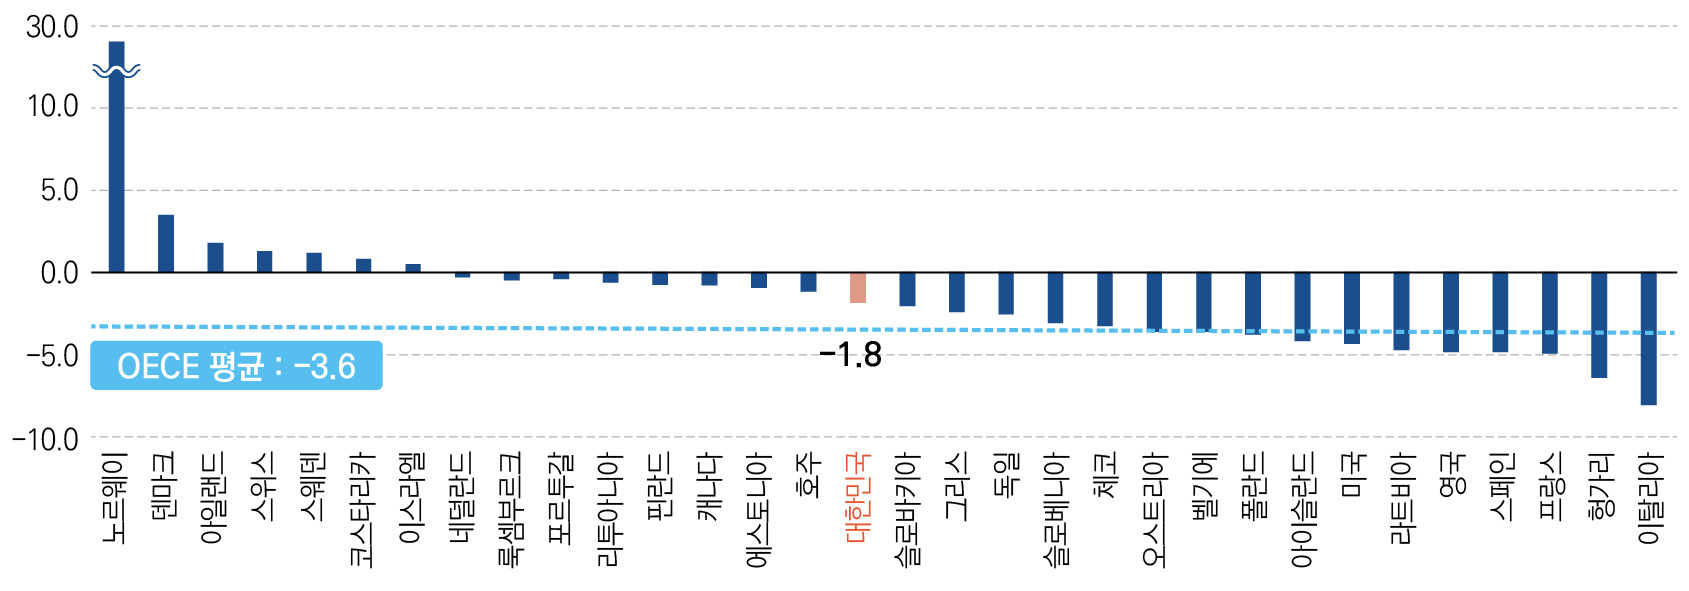 30.0
10.0
5.0
0.0
-5.0
-10.0
OECE 평균 : -3.6
-1.8
노르웨이
덴마크
아일랜드
스위스
스웨덴
코스타리카
이스라엘
네덜란드
룩셈부르크
포르투갈
리투아니아
핀란드
캐나다
에스토니아
호주
대한민국
슬로바키아
그리스
독일
슬로베니아
체코
오스트리아
벨기에
폴란드
아이슬란드
미국
라트비아
영국
스페인
프랑스
헝가리
이탈리아